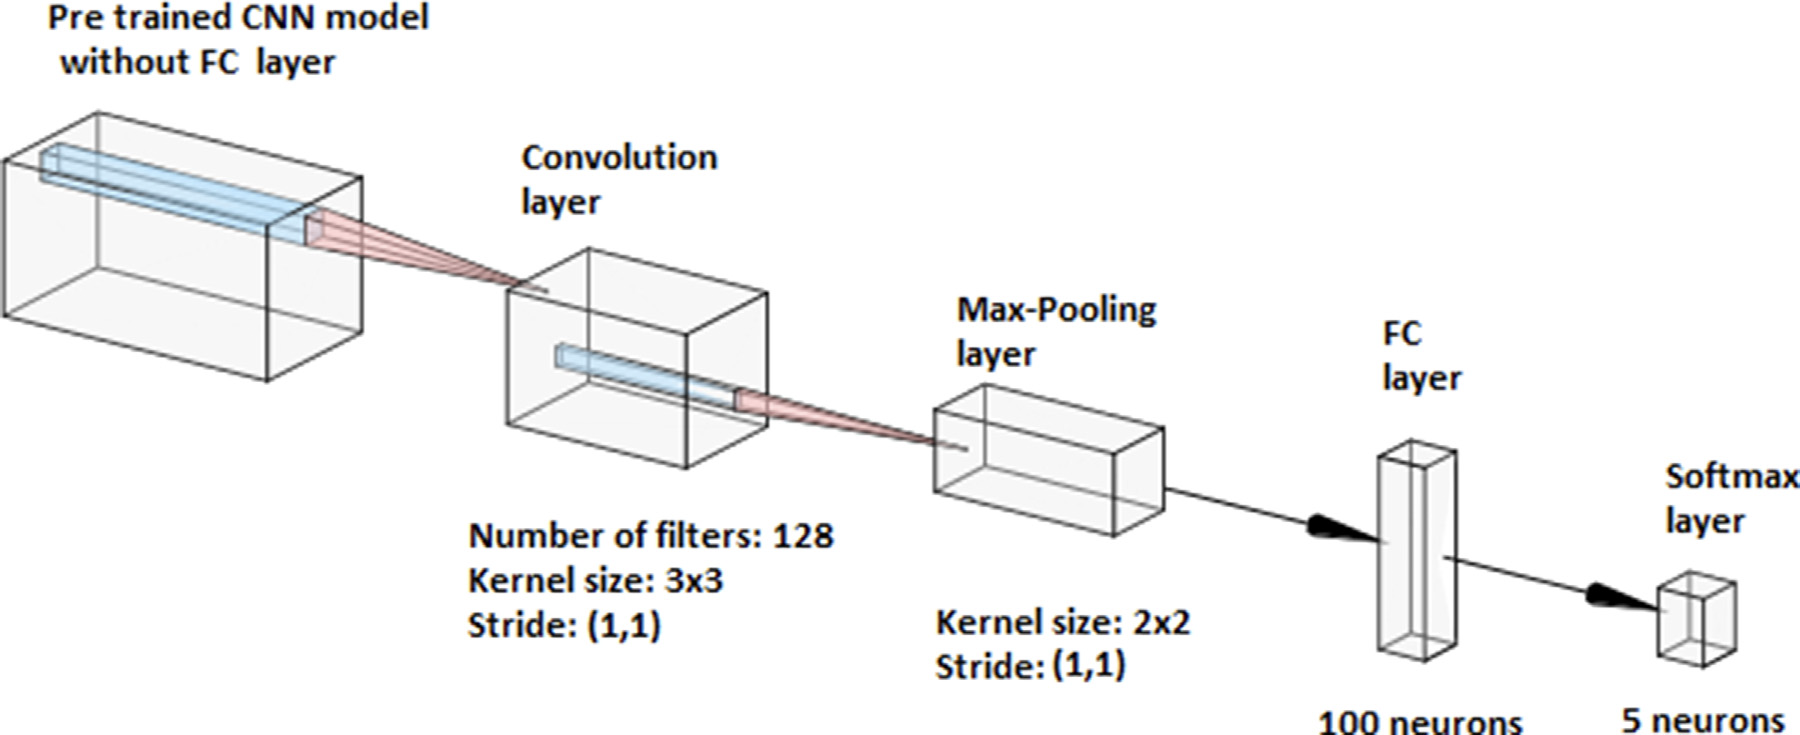 Pre trained CNN model
without FC layer
Convolution
layer
Number of filters: 128
Kernel size: 3x3
Stride: (1,1)
Max-Pooling
layer
Kernel size: 2x2
Stride: (1,1)
FC
layer
100 neurons
Softmax
layer
5 neurons